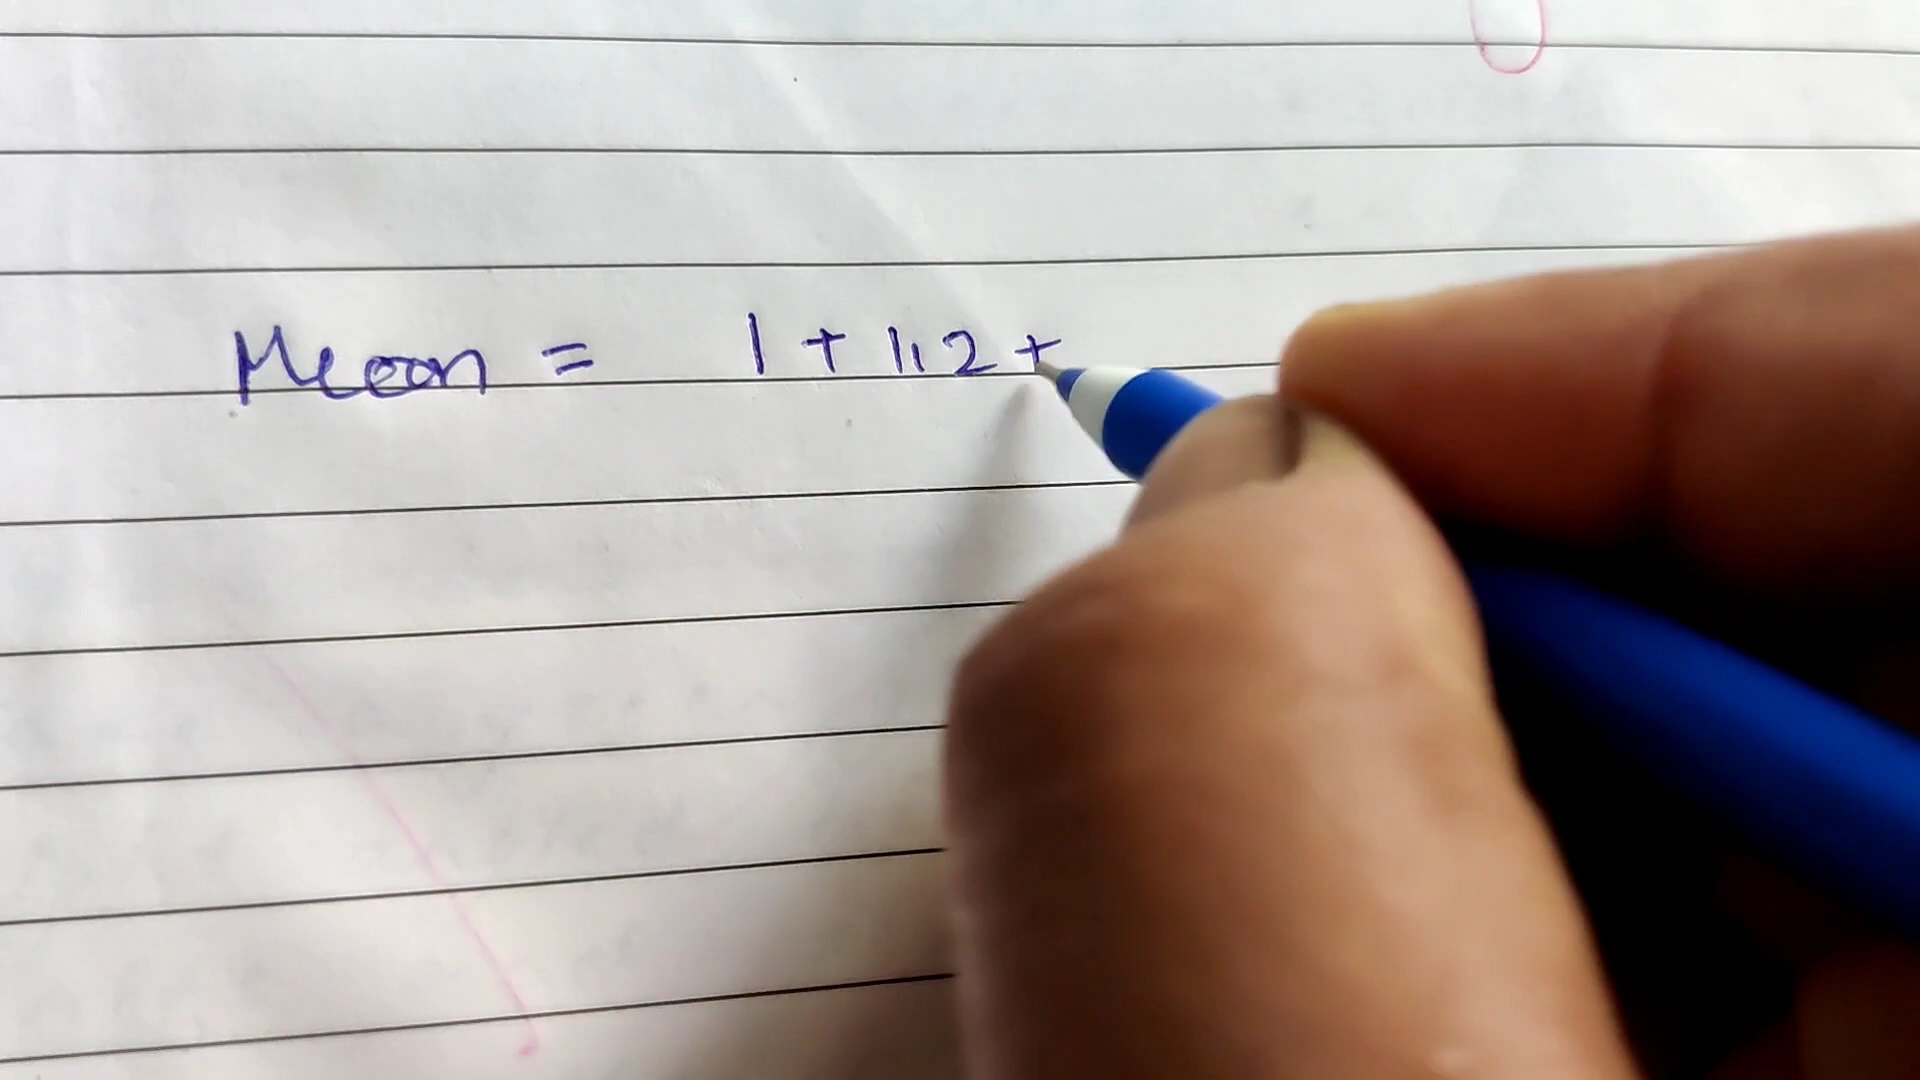 Mean = 1 + 1.2 +